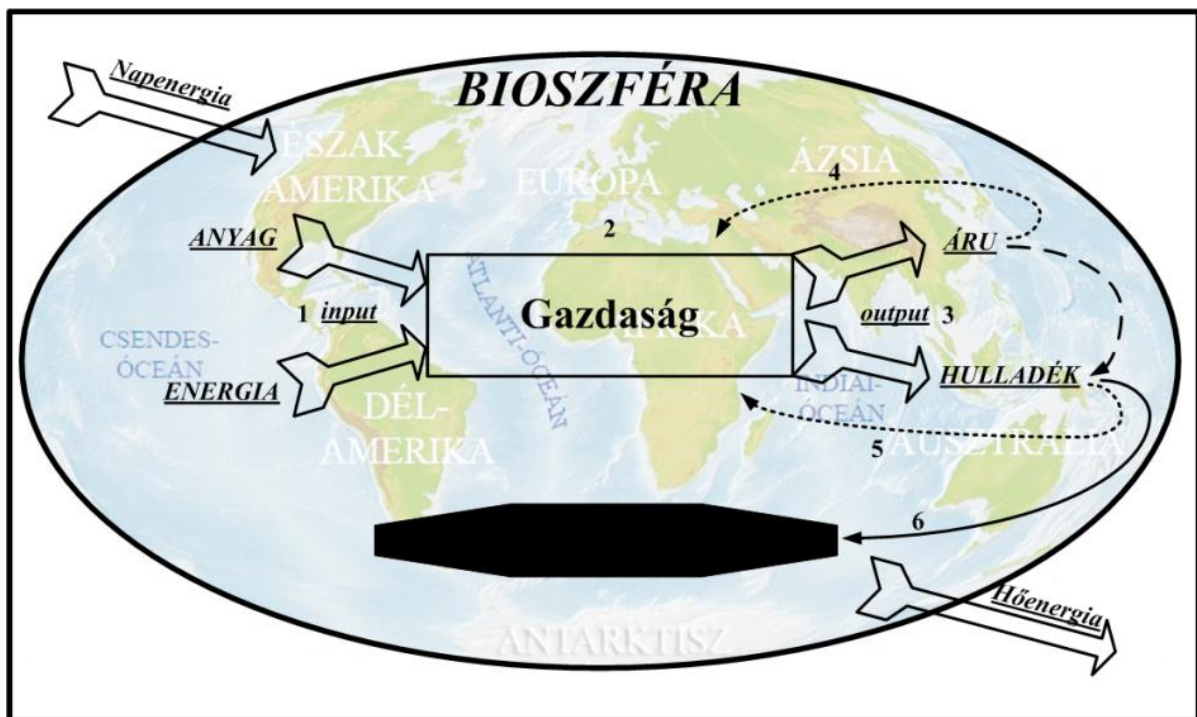 Napenergia
BIOSZFÉRA
ÉSZAK-
AMERIKA
EURÓPA
ÁZSIA
4
ANYAG
2
ÁRU
1 input
ATLANTI-ÓCEÁN
Gazdaság
AFRIKA
output 3
CSENDES-
ÓCEÁN
ENERGIA
DÉL-
AMERIKA
INDIAI-
ÓCEÁN
HULLADÉK
5
AUSZTRÁLIA
6
Hőenergia
ANTARKTISZ